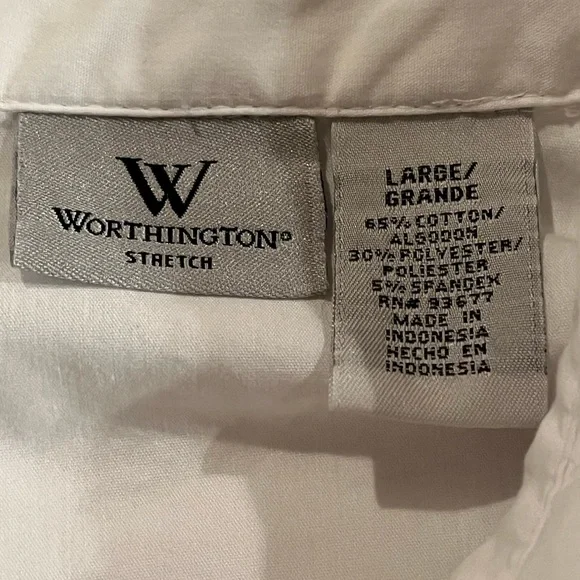 W
WORTHINGTON®
STRETCH
LARGE/
GRANDE
65% COTTON/
ALGODON
30% POLYESTER/
POLIESTER
5% SPANDEX
RN# 93677
MADE IN
INDONESIA
HECHO EN
INDONESIA